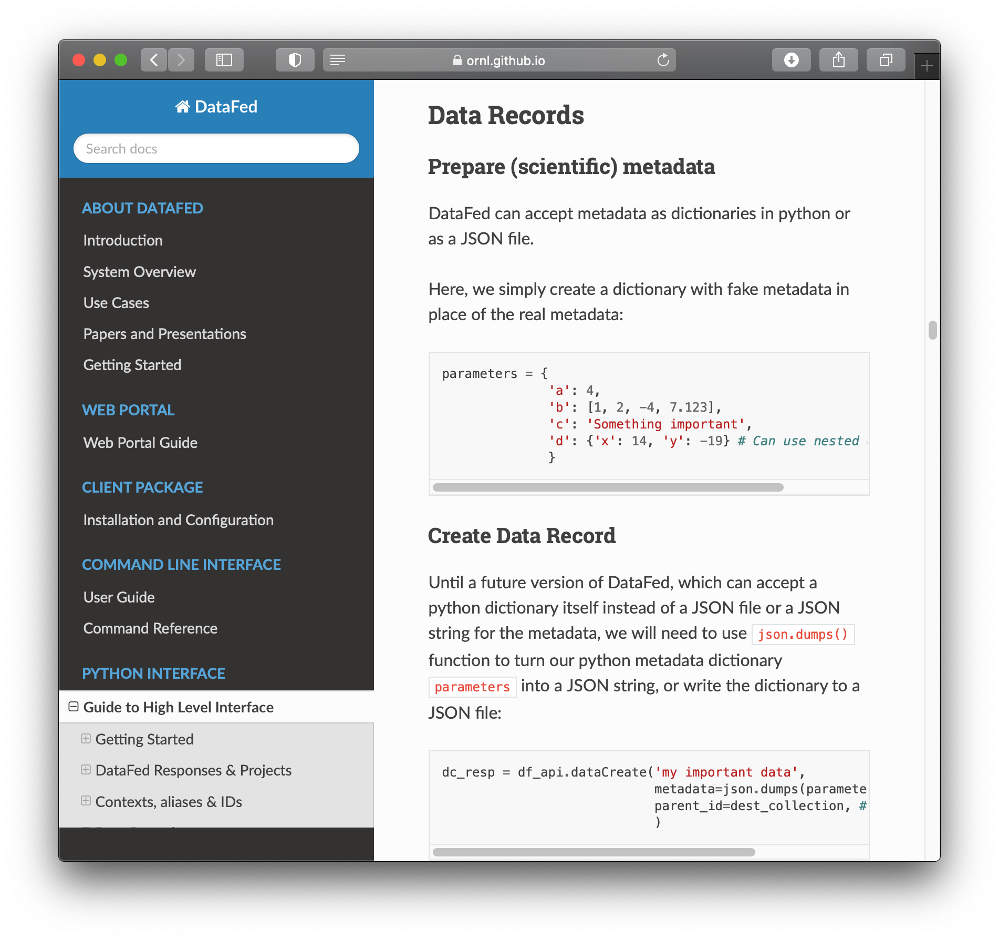 ornl.github.io
DataFed
Search docs
ABOUT DATAFED
Introduction
System Overview
Use Cases
Papers and Presentations
Getting Started
WEB PORTAL
Web Portal Guide
CLIENT PACKAGE
Installation and Configuration
COMMAND LINE INTERFACE
User Guide
Command Reference
PYTHON INTERFACE
Guide to High Level Interface
Getting Started
DataFed Responses & Projects
Contexts, aliases & IDs
Data Records
Prepare (scientific) metadata
DataFed can accept metadata as dictionaries in python or
as a JSON file.
Here, we simply create a dictionary with fake metadata in
place of the real metadata:
parameters = {
'a': 4,
'b': [1, 2, -4, 7.123],
'c': 'Something important',
'd': {'x': 14, 'y': -19} # Can use nested
}
Create Data Record
Until a future version of DataFed, which can accept a
python dictionary itself instead of a JSON file or a JSON
string for the metadata, we will need to use json.dumps()
function to turn our python metadata dictionary
parameters into a JSON string, or write the dictionary to a
JSON file:
dc_resp = df_api.dataCreate('my important data',
metadata=json.dumps(paramete
parent_id=dest_collection, #
)